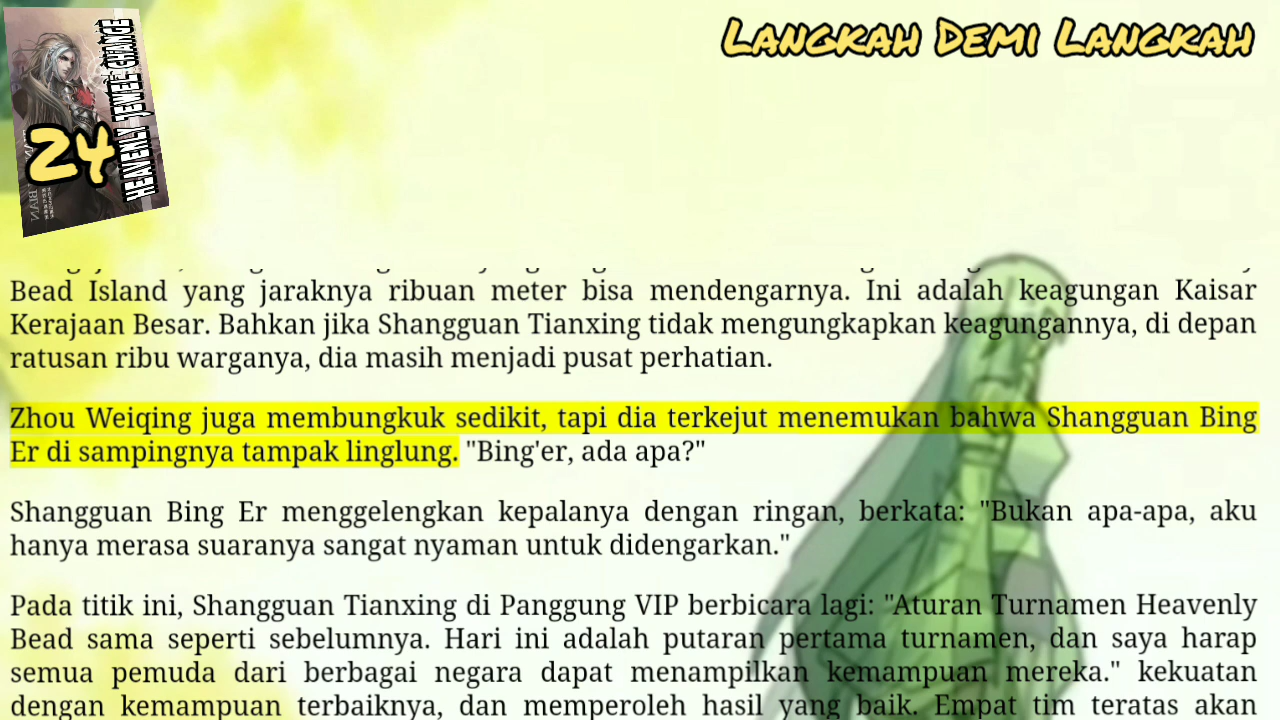 Langkah Demi Langkah
HEAVENLY JEWEL CHANGE
24
Bead Island yang jaraknya ribuan meter bisa mendengarnya. Ini adalah keagungan Kaisar
Kerajaan Besar. Bahkan jika Shangguan Tianxing tidak mengungkapkan keagungannya, di depan
ratusan ribu warganya, dia masih menjadi pusat perhatian.
Zhou Weiqing juga membungkuk sedikit, tapi dia terkejut menemukan bahwa Shangguan Bing
Er di sampingnya tampak linglung. "Bing'er, ada apa?"
Shangguan Bing Er menggelengkan kepalanya dengan ringan, berkata: "Bukan apa-apa, aku
hanya merasa suaranya sangat nyaman untuk didengarkan."
Pada titik ini, Shangguan Tianxing di Panggung VIP berbicara lagi: "Aturan Turnamen Heavenly
Bead sama seperti sebelumnya. Hari ini adalah putaran pertama turnamen, dan saya harap
semua pemuda dari berbagai negara dapat menampilkan kemampuan mereka." kekuatan
dengan kemampuan terbaiknya, dan memperoleh hasil yang baik. Empat tim teratas akan